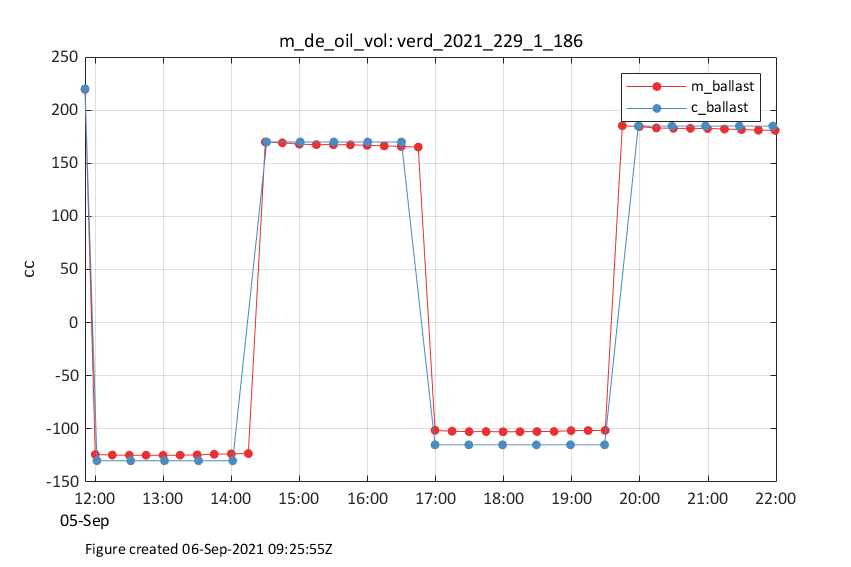 m_de_oil_vol: verd_2021_229_1_186
250
200
150
100
50
0
-50
-100
-150
cc
m_ballast
c_ballast
12:00 13:00 14:00 15:00 16:00 17:00 18:00 19:00 20:00 21:00 22:00
05-Sep
Figure created 06-Sep-2021 09:25:55Z